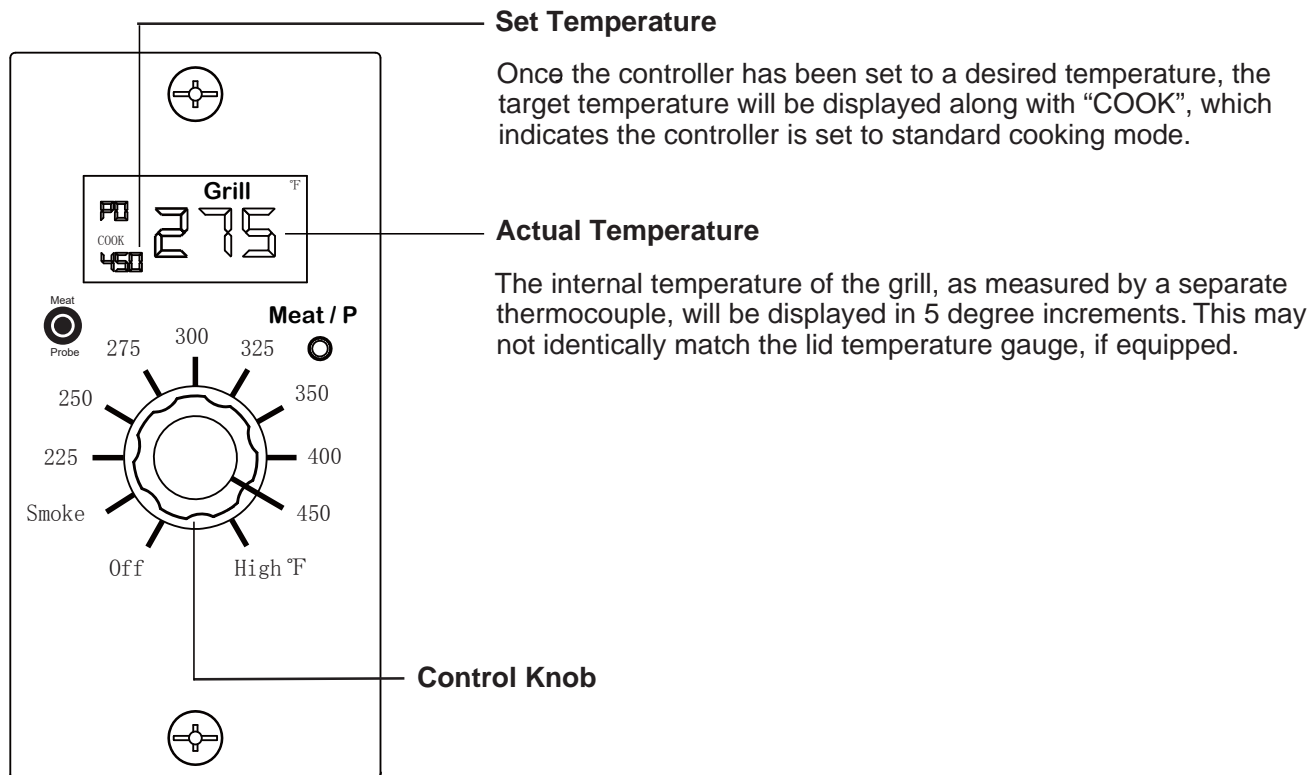 Set Temperature
Once the controller has been set to a desired temperature, the
target temperature will be displayed along with “COOK”, which
indicates the controller is set to standard cooking mode.
Grill °F
P0
275
COOK
450
Actual Temperature
The internal temperature of the grill, as measured by a separate
thermocouple, will be displayed in 5 degree increments. This may
not identically match the lid temperature gauge, if equipped.
Meat
Probe
Meat / P
275 300 325
250 350
225 400
Smoke 450
Off High °F
Control Knob